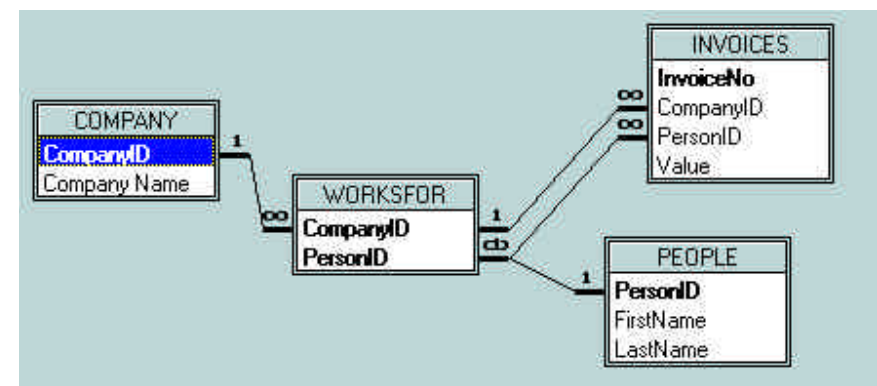 COMPANY
CompanyID
Company Name
1
∞
WORKSFOR
CompanyID
PersonID
1
∞
∞
INVOICES
InvoiceNo
CompanyID
PersonID
Value
1
PEOPLE
PersonID
FirstName
LastName